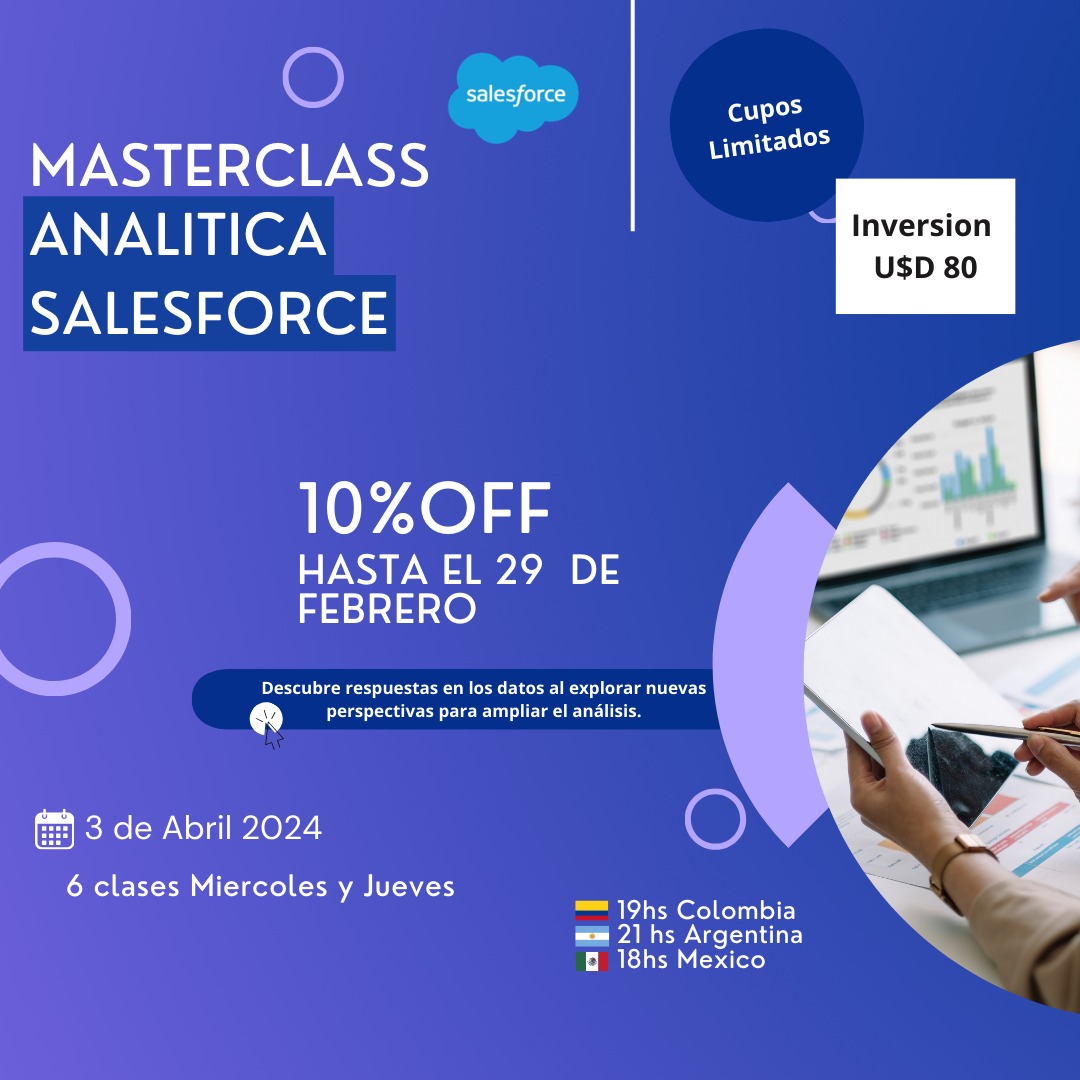 salesforce
Cupos
Limitados
MASTERCLASS
ANALITICA
SALESFORCE
Inversion
U$D 80
10%OFF
HASTA EL 29 DE
FEBRERO
Descubre respuestas en los datos al explorar nuevas
perspectivas para ampliar el análisis.
3 de Abril 2024
6 clases Miercoles y Jueves
19hs Colombia
21 hs Argentina
18hs Mexico